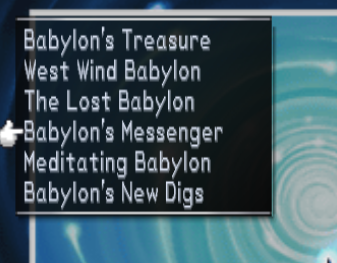 Babylon's Treasure
West Wind Babylon
The Lost Babylon
Babylon's Messenger
Meditating Babylon
Babylon's New Digs